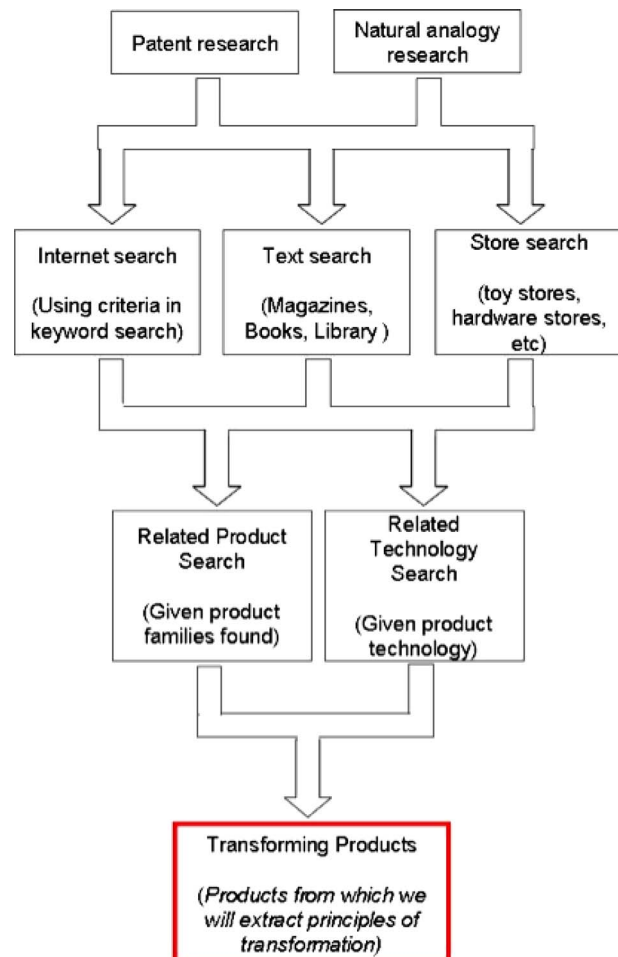 Patent research
Natural analogy
research
Internet search
(Using criteria in
keyword search)
Text search
(Magazines,
Books, Library )
Store search
(toy stores,
hardware stores,
etc)
Related Product
Search
(Given product
families found)
Related
Technology
Search
(Given product
technology)
Transforming Products
(Products from which we
will extract principles of
transformation)